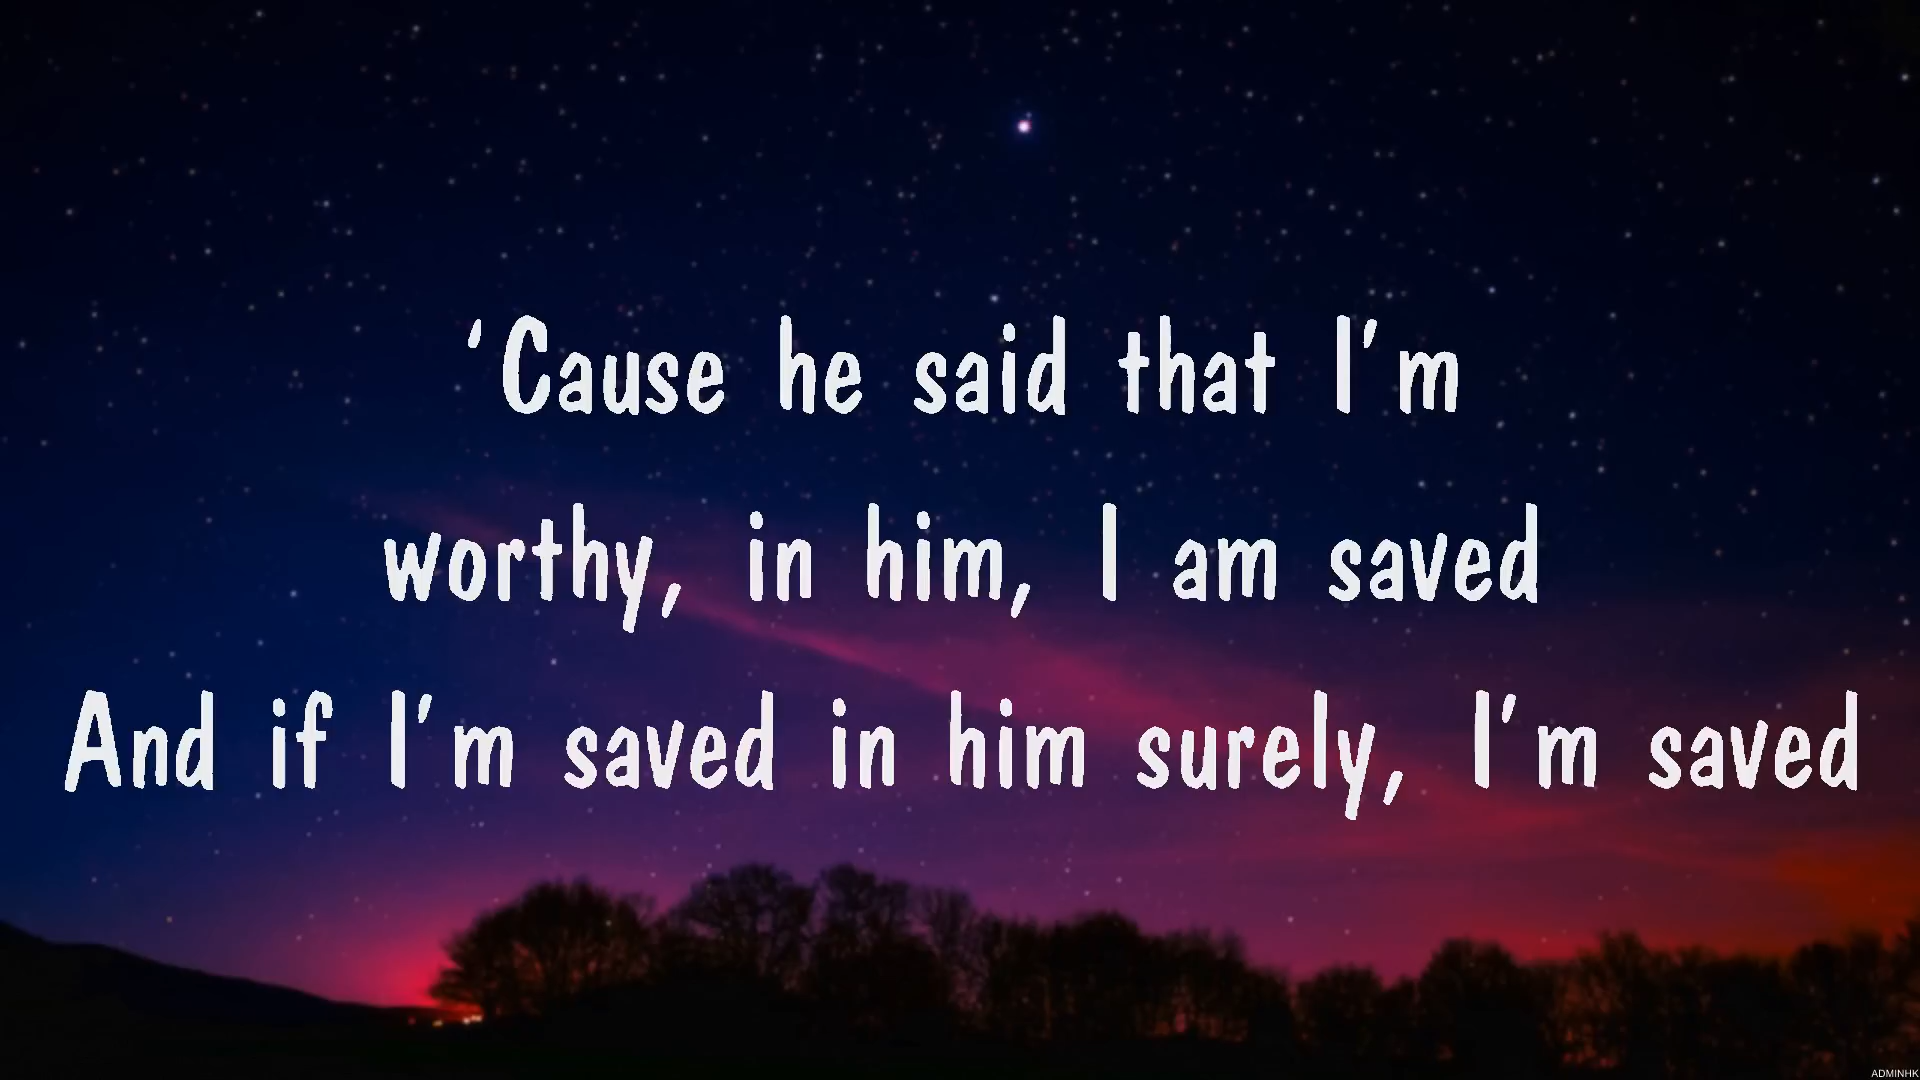 ‘Cause he said that I’m
worthy, in him, I am saved
And if I’m saved in him surely, I’m saved
ADMINHK